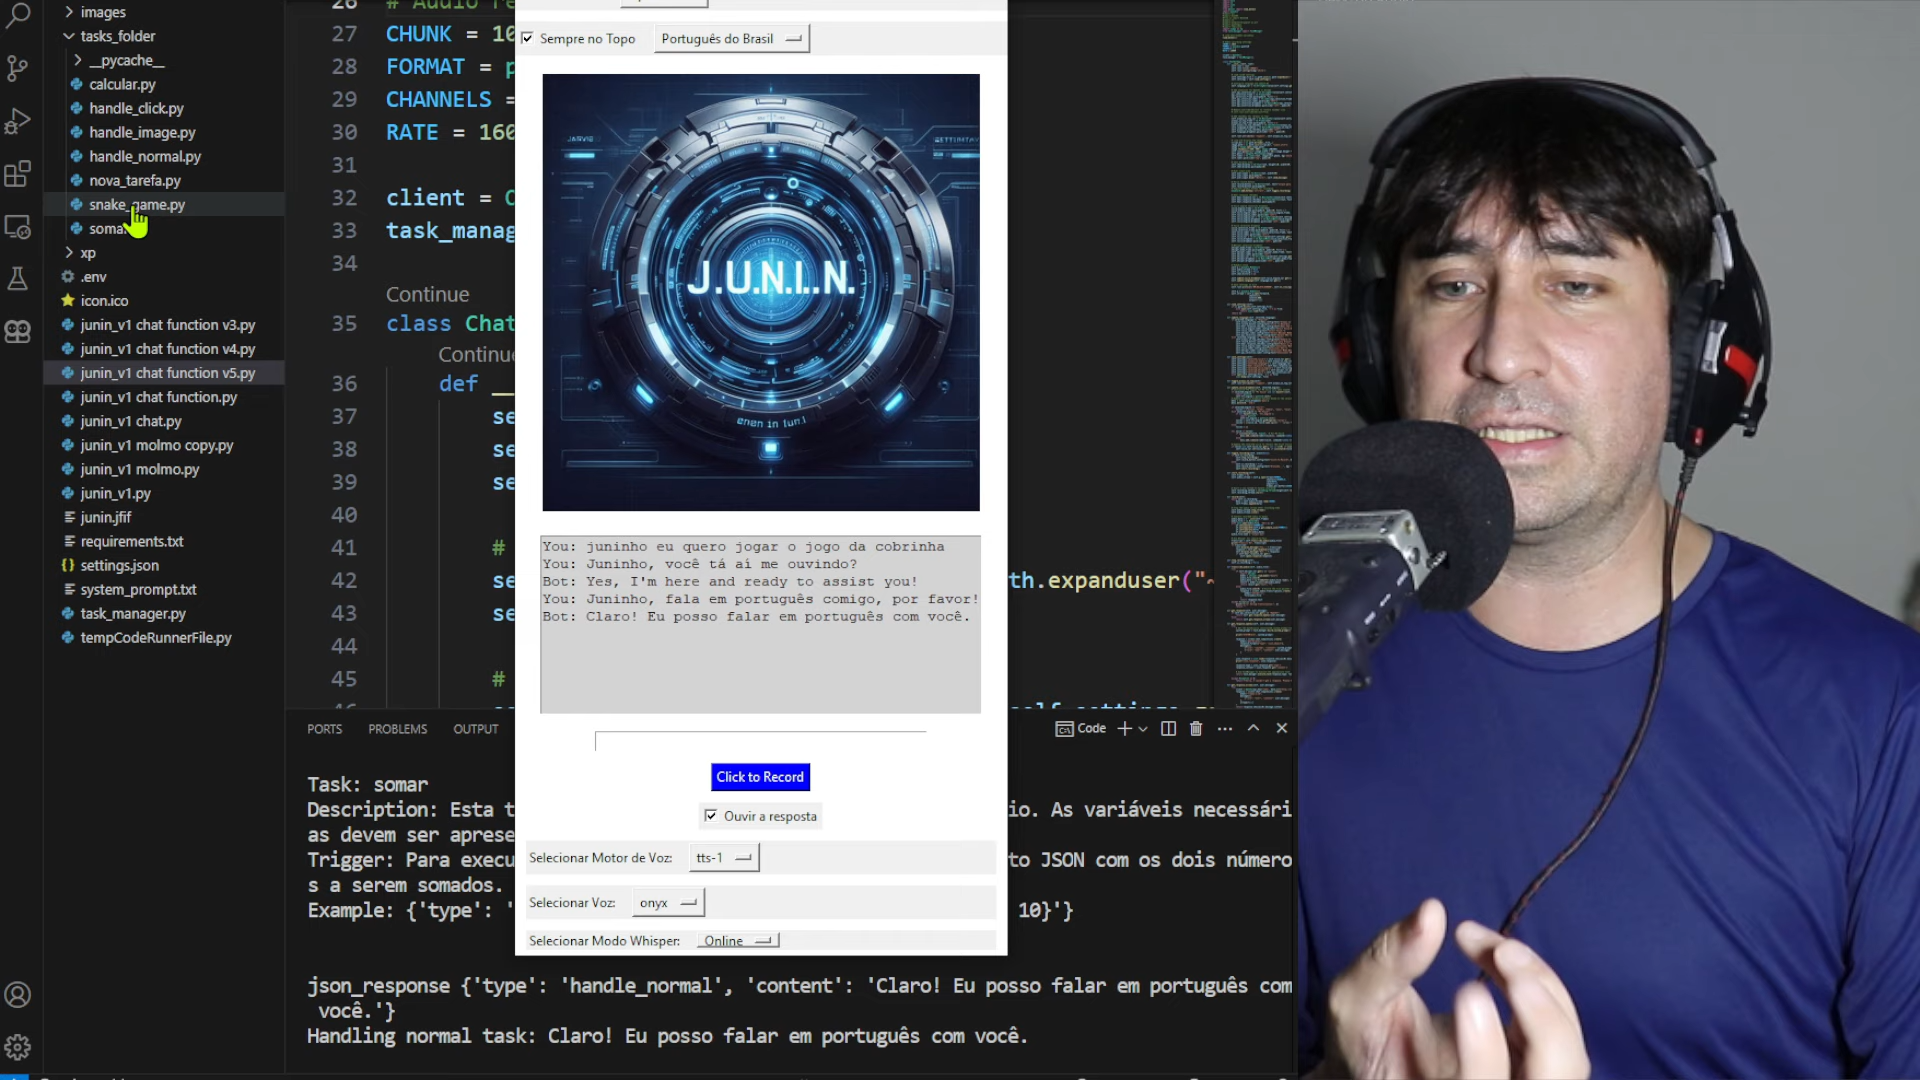 images
tasks_folder
__pycache__
calcular.py
handle_click.py
handle_image.py
handle_normal.py
nova_tarefa.py
snake_game.py
xp
.env
icon.ico
junin_v1 chat function v3.py
junin_v1 chat function v4.py
junin_v1 chat function v5.py
junin_v1 chat function.py
junin_v1 chat.py
junin_v1 molmo copy.py
junin_v1 molmo.py
junin_v1.py
junin.jfif
requirements.txt
settings.json
system_prompt.txt
task_manager.py
tempCodeRunnerFile.py
27 CHUNK = 10
28 FORMAT = p
29 CHANNELS =
30 RATE = 160
31
32 client =
33 task_manag
34
Continue
35 class Chat
Continu
36 def __
37 se
38 se
39 se
40
41 #
42 se th.expanduser("~
43 se
44
45 #
Sempre no Topo
Português do Brasil
JARVIS
J.U.N.I..N.
You: juninho eu quero jogar o jogo da cobrinha
You: Juninho, você tá aí me ouvindo?
Bot: Yes, I'm here and ready to assist you!
You: Juninho, fala em português comigo, por favor!
Bot: Claro! Eu posso falar em português com você.
Click to Record
Ouvir a resposta
Selecionar Motor de Voz: tts-1
Selecionar Voz: onyx
Selecionar Modo Whisper: Online
PORTS PROBLEMS OUTPUT
Code
Task: somar
Description: Esta t io. As variáveis necessári
as devem ser aprese
Trigger: Para execu to JSON com os dois número
s a serem somados.
Example: {'type': ' 10}'}
json_response {'type': 'handle_normal', 'content': 'Claro! Eu posso falar em português com
você.'}
Handling normal task: Claro! Eu posso falar em português com você.